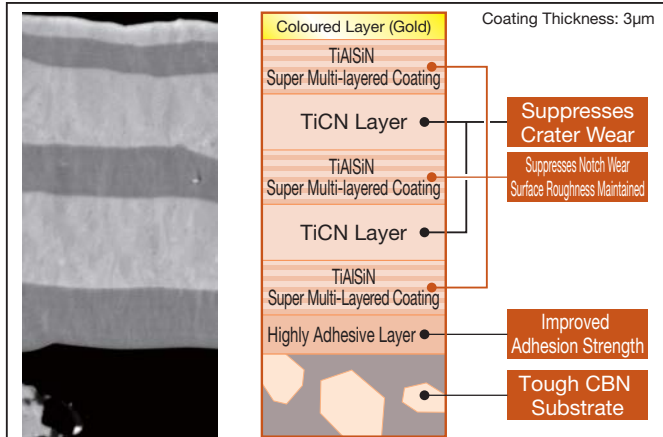 Coating Thickness: 3μm
Coloured Layer (Gold)
TiAlSiN
Super Multi-layered Coating
TiCN Layer
TiAlSiN
Super Multi-layered Coating
TiCN Layer
TiAlSiN
Super Multi-Layered Coating
Highly Adhesive Layer
Suppresses
Crater Wear
Suppresses Notch Wear
Surface Roughness Maintained
Improved
Adhesion Strength
Tough CBN
Substrate